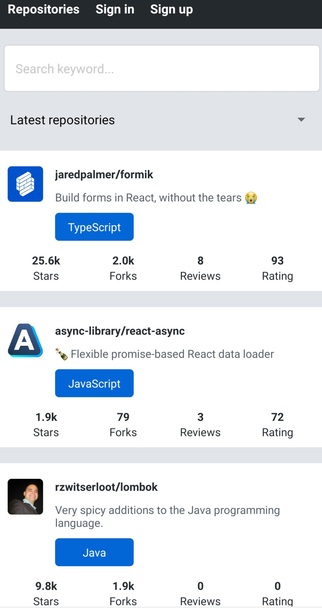 Repositories Sign in Sign up
Search keyword...
Latest repositories
jaredpalmer/formik
Build forms in React, without the tears 😭
TypeScript
25.6k 2.0k 8 93
Stars Forks Reviews Rating
A
async-library/react-async
🍾 Flexible promise-based React data loader
JavaScript
1.9k 79 3 72
Stars Forks Reviews Rating
rzwitserloot/lombok
Very spicy additions to the Java programming
language.
Java
9.8k 1.9k 0 0
Stars Forks Reviews Rating